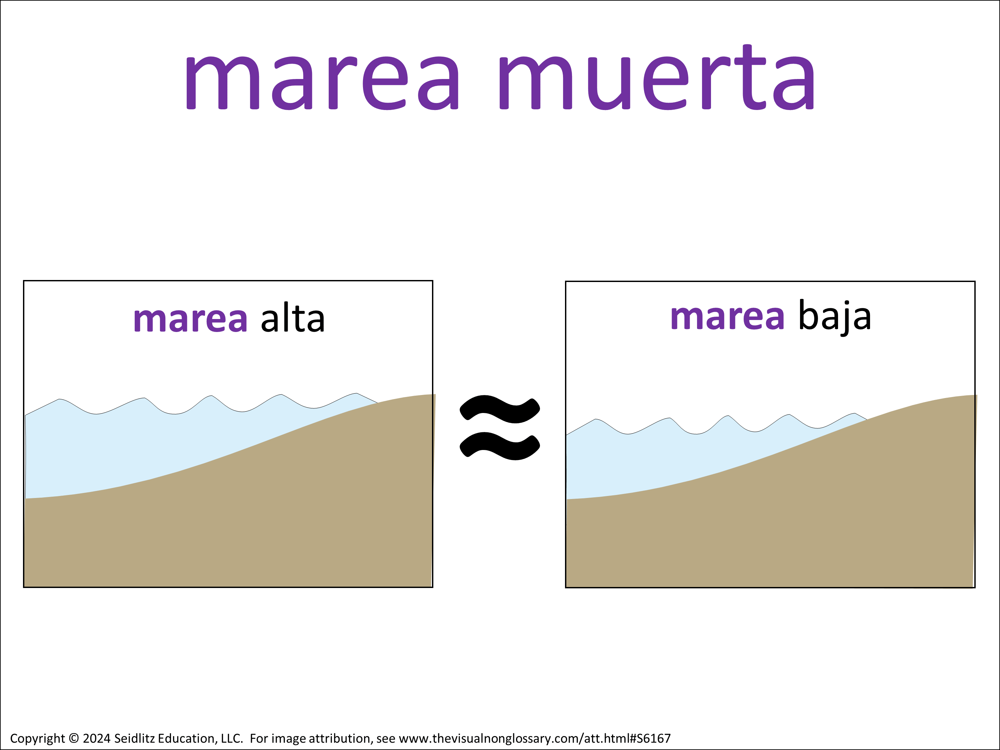 marea muerta
marea alta
marea baja
≈
Copyright © 2024 Seidlitz Education, LLC.  For image attribution, see www.thevisualnonglossary.com/att.html#S6167